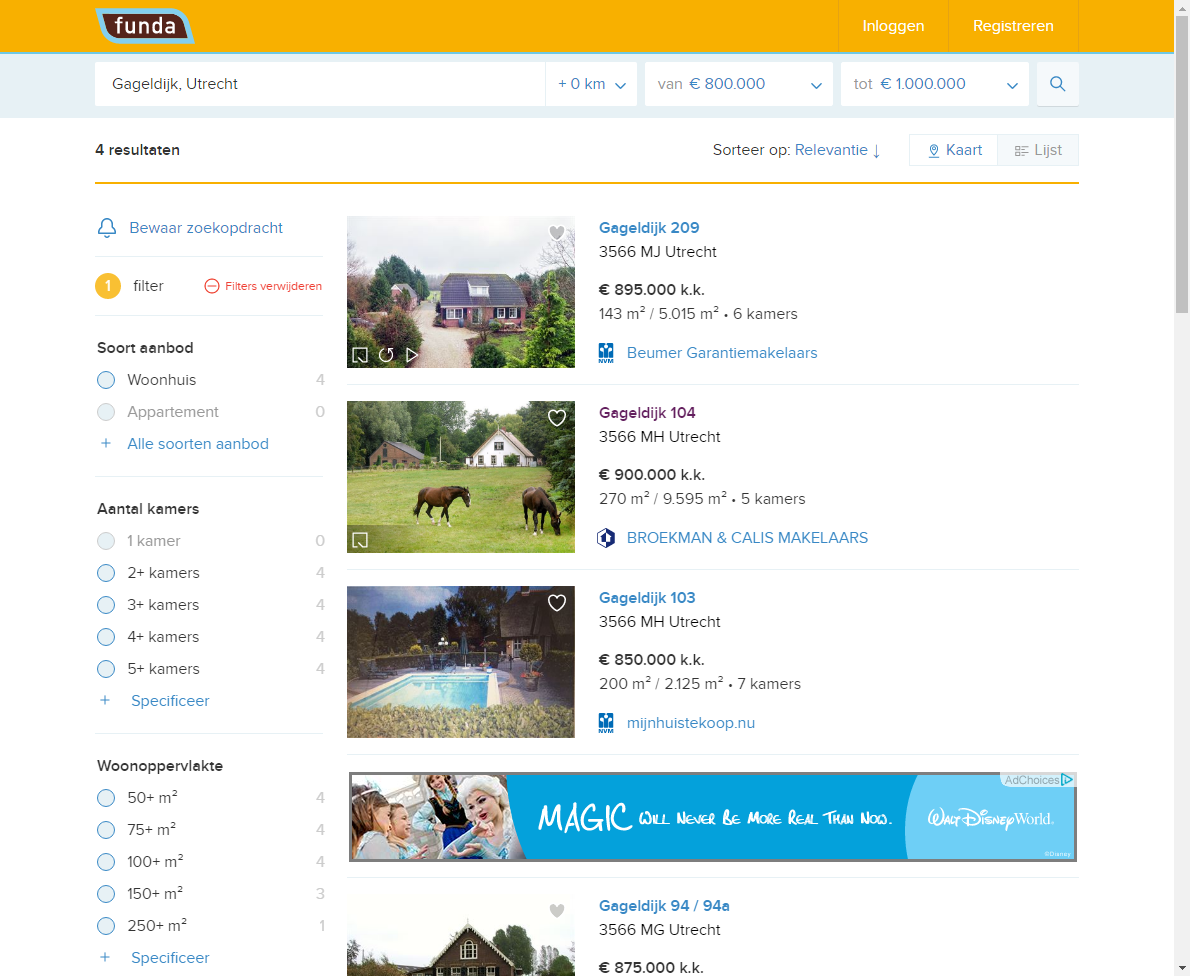 funda
Inloggen
Registreren
Gageldijk, Utrecht
+ 0 km
van € 800.000
tot € 1.000.000
4 resultaten
Sorteer op: Relevantie ↓
Kaart
Lijst
Bewaar zoekopdracht
1 filter
Filters verwijderen
Soort aanbod
Woonhuis 4
Appartement 0
+ Alle soorten aanbod
Aantal kamers
1 kamer 0
2+ kamers 4
3+ kamers 4
4+ kamers 4
5+ kamers 4
+ Specificeer
Woonoppervlakte
50+ m² 4
75+ m² 4
100+ m² 4
150+ m² 3
250+ m² 1
+ Specificeer
Gageldijk 209
3566 MJ Utrecht
€ 895.000 k.k.
143 m² / 5.015 m² • 6 kamers
NVM
Beumer Garantiemakelaars
Gageldijk 104
3566 MH Utrecht
€ 900.000 k.k.
270 m² / 9.595 m² • 5 kamers
BROEKMAN & CALIS MAKELAARS
Gageldijk 103
3566 MH Utrecht
€ 850.000 k.k.
200 m² / 2.125 m² • 7 kamers
NVM
mijnhuistekoop.nu
AdChoices
MAGIC WILL NEVER BE MORE REAL THAN NOW.
WALT DISNEY World.
©Disney
Gageldijk 94 / 94a
3566 MG Utrecht
€ 875.000 k.k.